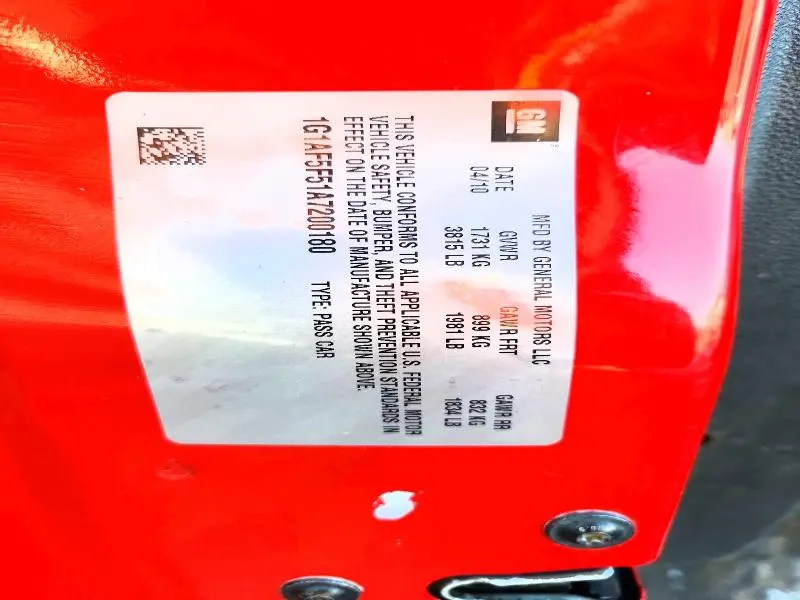 GM
MFD BY GENERAL MOTORS LLC
DATE GVWR GAWR FRT GAWR RR
04/10 1731 KG 899 KG 832 KG
3815 LB 1981 LB 1834 LB
THIS VEHICLE CONFORMS TO ALL APPLICABLE U.S. FEDERAL MOTOR
VEHICLE SAFETY, BUMPER, AND THEFT PREVENTION STANDARDS IN
EFFECT ON THE DATE OF MANUFACTURE SHOWN ABOVE.
1G1AF5F51A7200180 TYPE: PASS CAR